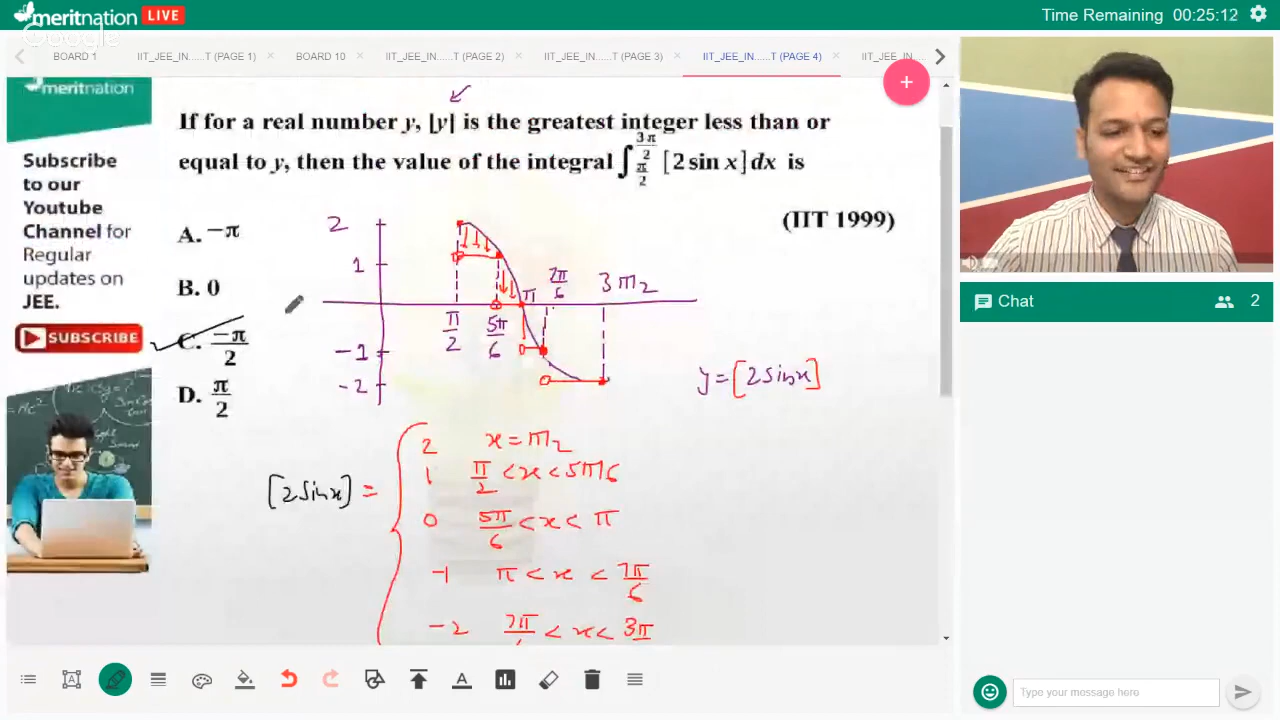 meritnation LIVE
Google
Time Remaining 00:25:12
BOARD 1
IIT_JEE_IN......T (PAGE 1) ×
BOARD 10 ×
IIT_JEE_IN......T (PAGE 2) ×
IIT_JEE_IN......T (PAGE 3) ×
IIT_JEE_IN......T (PAGE 4) ×
IIT_JEE_IN......
meritnation
Subscribe
to our
Youtube
Channel for
Regular
updates on
JEE.
SUBSCRIBE
If for a real number y, [y] is the greatest integer less than or
equal to y, then the value of the integral ∫ π/2 3π/2 [2 sin x] dx is
(IIT 1999)
A. −π
B. 0
C. −π/2
D. π/2
2
1
−1
−2
π/2
5π/6
π
7π/6
3π/2
y = [2sinx]
[2sinx] =
2 x = π/2
1 π/2 < x < 5π/6
0 5π/6 < x < π
−1 π < x < 7π/6
−2 7π/6 < x < 3π
Chat
2
Type your message here